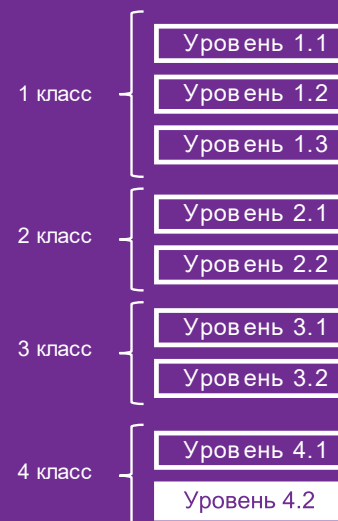 Уровень 1.1
1 класс
Уровень 1.2
Уровень 1.3
2 класс
Уровень 2.1
Уровень 2.2
3 класс
Уровень 3.1
Уровень 3.2
4 класс
Уровень 4.1
Уровень 4.2